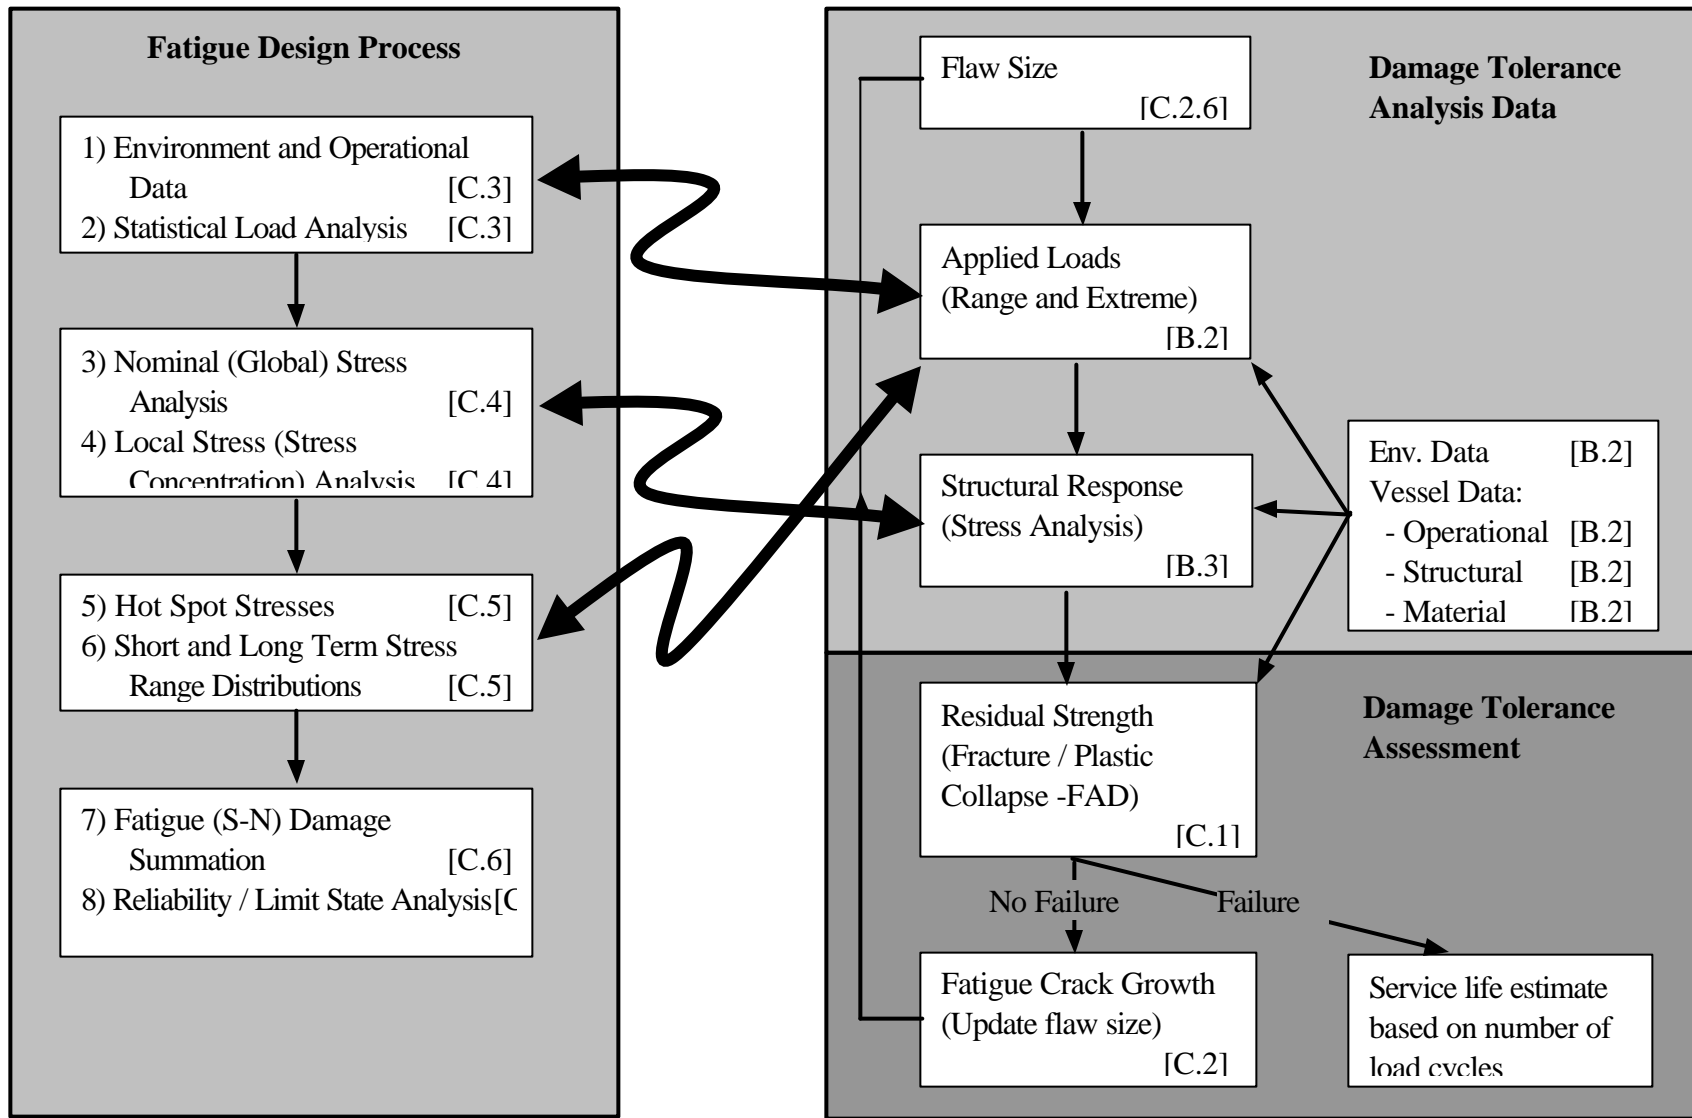 Fatigue Design Process
1) Environment and Operational
Data [C.3]
2) Statistical Load Analysis [C.3]
3) Nominal (Global) Stress
Analysis [C.4]
4) Local Stress (Stress
Concentration) Analysis [C.4]
5) Hot Spot Stresses [C.5]
6) Short and Long Term Stress
Range Distributions [C.5]
7) Fatigue (S-N) Damage
Summation [C.6]
8) Reliability / Limit State Analysis[C
Damage Tolerance
Analysis Data
Flaw Size
[C.2.6]
Applied Loads
(Range and Extreme)
[B.2]
Structural Response
(Stress Analysis)
[B.3]
Env. Data [B.2]
Vessel Data:
- Operational [B.2]
- Structural [B.2]
- Material [B.2]
Damage Tolerance
Assessment
Residual Strength
(Fracture / Plastic
Collapse -FAD)
[C.1]
No Failure
Failure
Fatigue Crack Growth
(Update flaw size)
[C.2]
Service life estimate
based on number of
load cycles